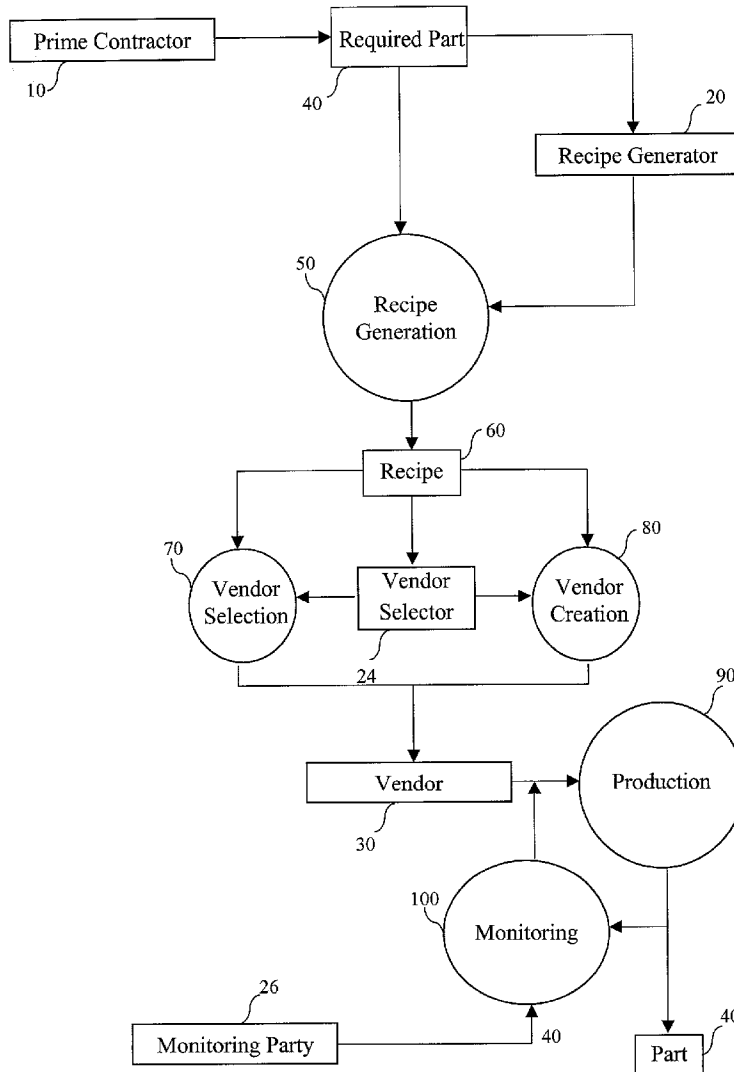 Prime Contractor
10
Required Part
40
20
Recipe Generator
50
Recipe
Generation
60
Recipe
70
Vendor
Selection
Vendor
Selector
24
80
Vendor
Creation
90
Vendor
30
Production
100
Monitoring
26
Monitoring Party
40
Part
40